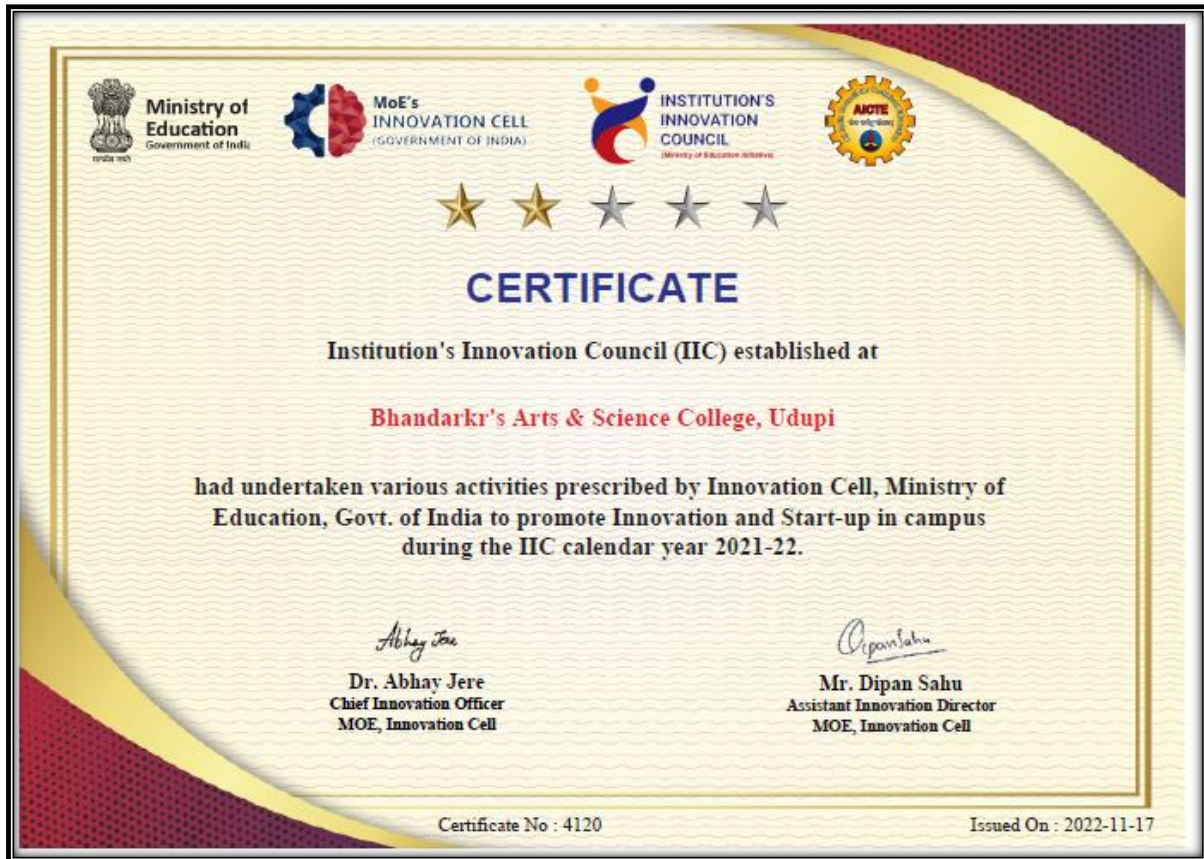 Ministry of
Education
Government of India
MoE's
INNOVATION CELL
(GOVERNMENT OF INDIA)
INSTITUTION'S
INNOVATION
COUNCIL
(Ministry of Education Initiative)
AICTE
CERTIFICATE
Institution's Innovation Council (IIC) established at
Bhandarkr's Arts & Science College, Udupi
had undertaken various activities prescribed by Innovation Cell, Ministry of
Education, Govt. of India to promote Innovation and Start-up in campus
during the IIC calendar year 2021-22.
Abhay Jere
Dipan Sahu
Dr. Abhay Jere
Chief Innovation Officer
MOE, Innovation Cell
Mr. Dipan Sahu
Assistant Innovation Director
MOE, Innovation Cell
Certificate No : 4120
Issued On : 2022-11-17